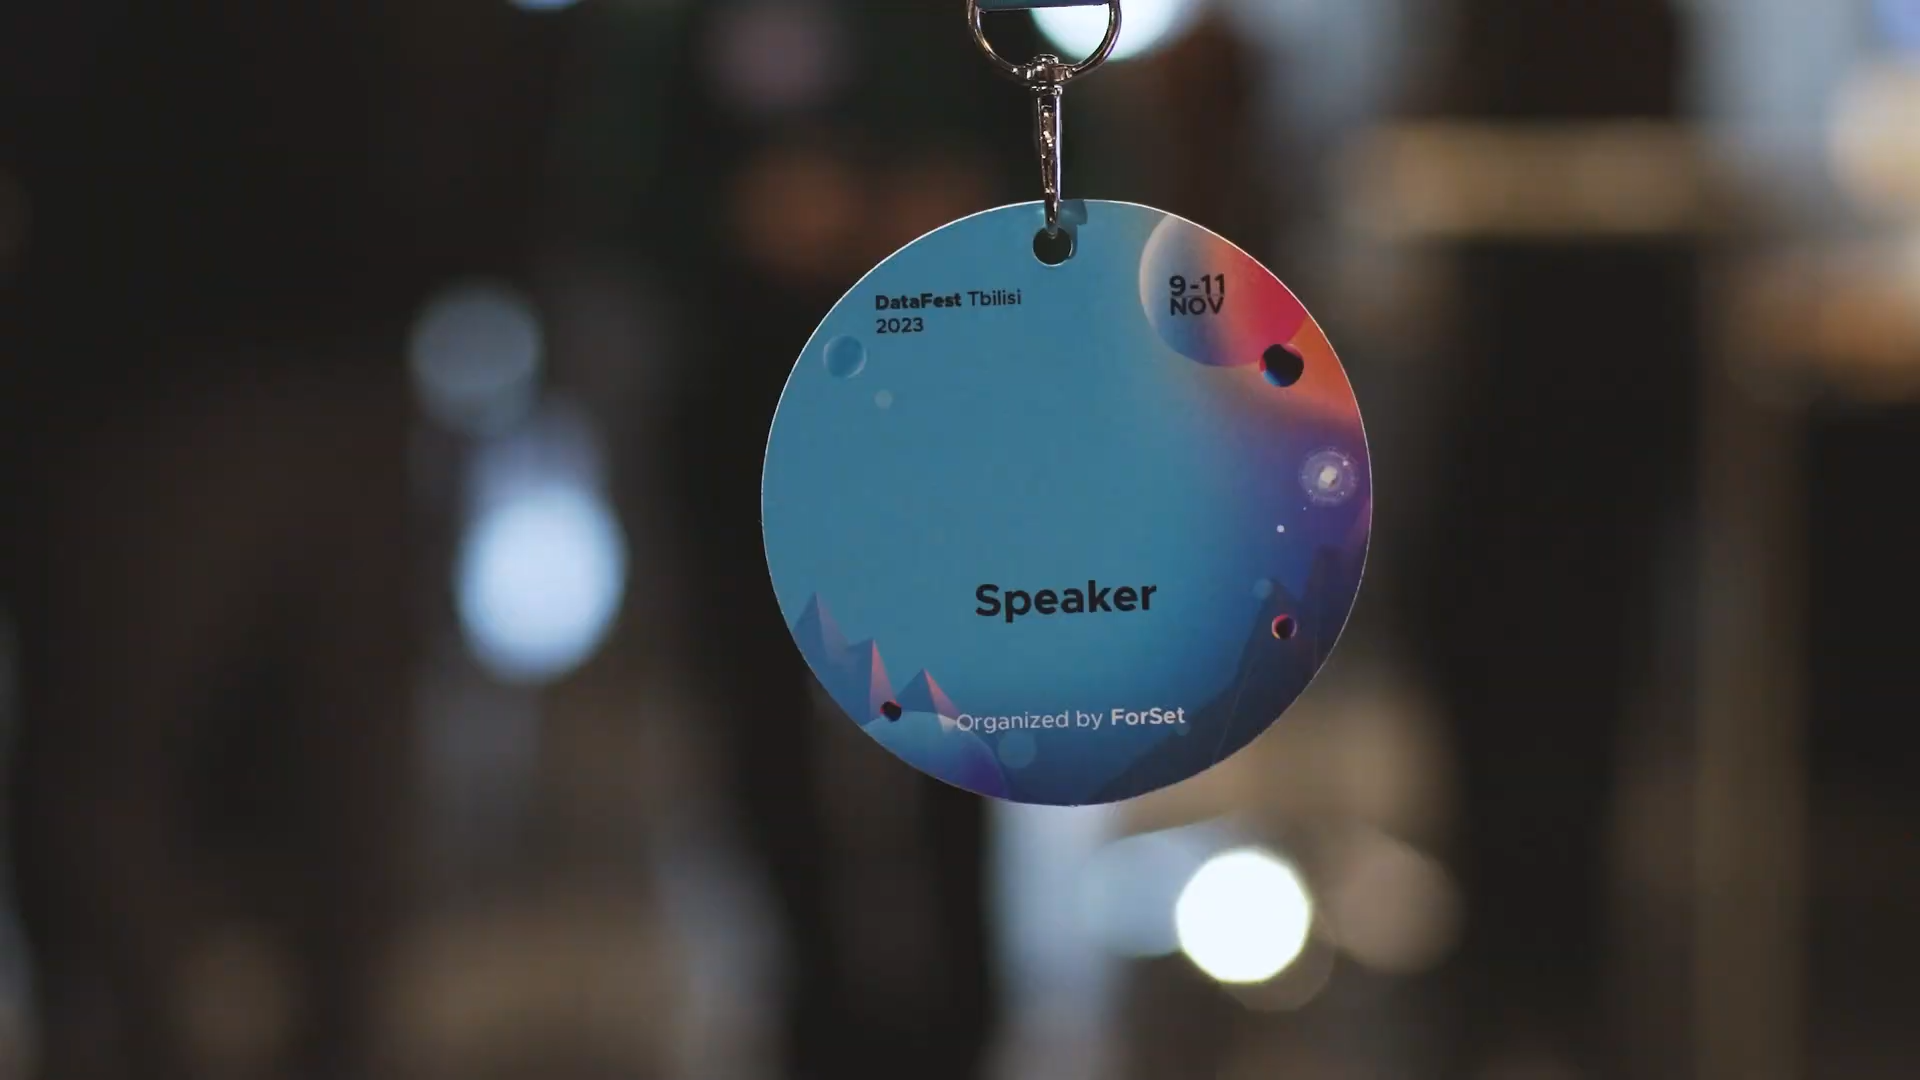 DataFest Tbilisi
2023
9-11
NOV
Speaker
Organized by ForSet